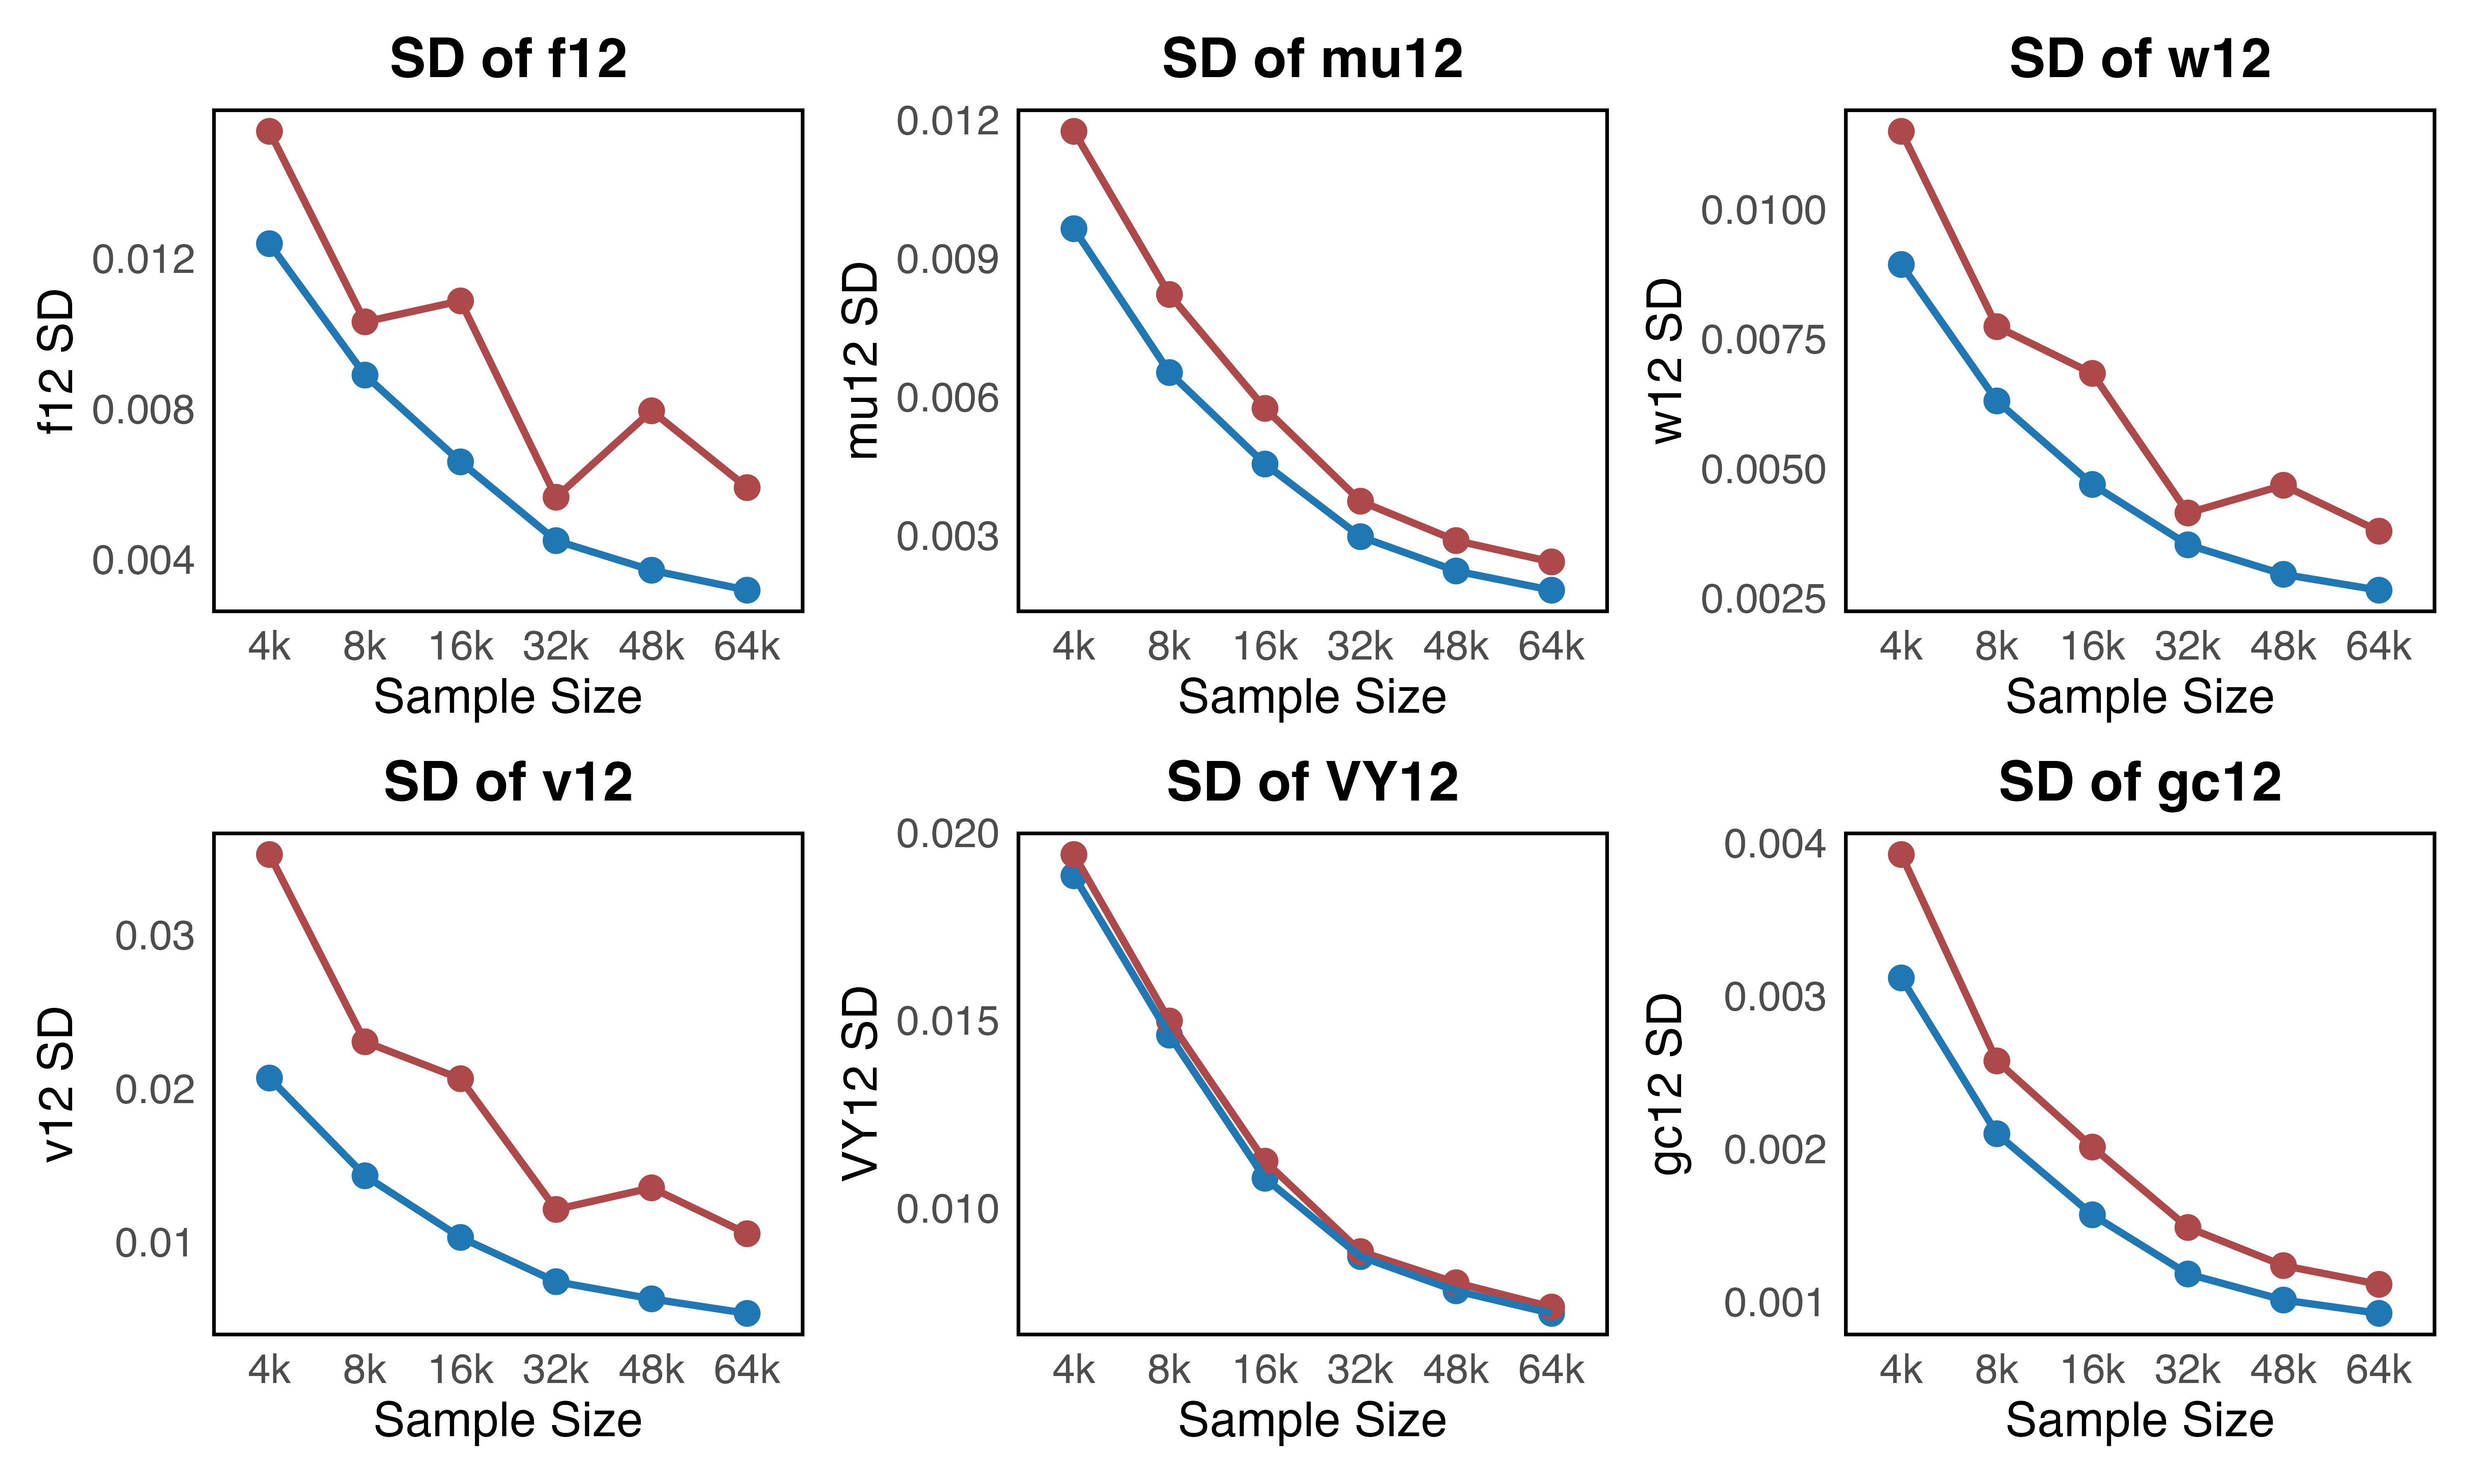 SD of f12
f12 SD
0.012
0.008
0.004
4k 8k 16k 32k 48k 64k
Sample Size
SD of mu12
mu12 SD
0.012
0.009
0.006
0.003
4k 8k 16k 32k 48k 64k
Sample Size
SD of w12
w12 SD
0.0100
0.0075
0.0050
0.0025
4k 8k 16k 32k 48k 64k
Sample Size
SD of v12
v12 SD
0.03
0.02
0.01
4k 8k 16k 32k 48k 64k
Sample Size
SD of VY12
VY12 SD
0.020
0.015
0.010
4k 8k 16k 32k 48k 64k
Sample Size
SD of gc12
gc12 SD
0.004
0.003
0.002
0.001
4k 8k 16k 32k 48k 64k
Sample Size